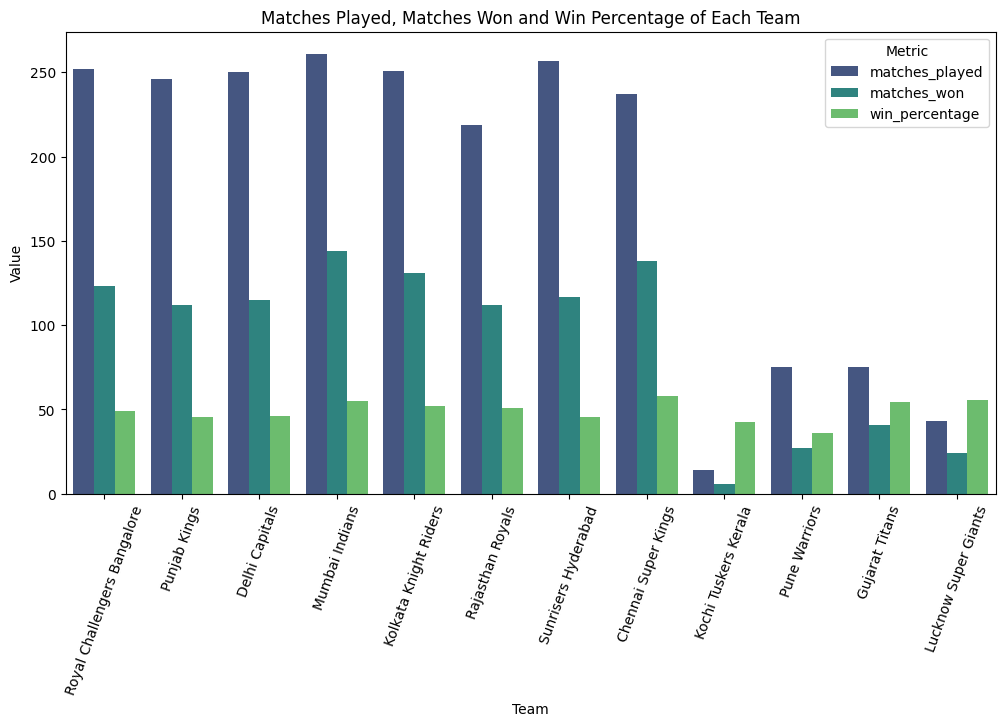 Matches Played, Matches Won and Win Percentage of Each Team
Metric
matches_played
matches_won
win_percentage
Value
250
200
150
100
50
0
Royal Challengers Bangalore
Punjab Kings
Delhi Capitals
Mumbai Indians
Kolkata Knight Riders
Rajasthan Royals
Sunrisers Hyderabad
Chennai Super Kings
Kochi Tuskers Kerala
Pune Warriors
Gujarat Titans
Lucknow Super Giants
Team